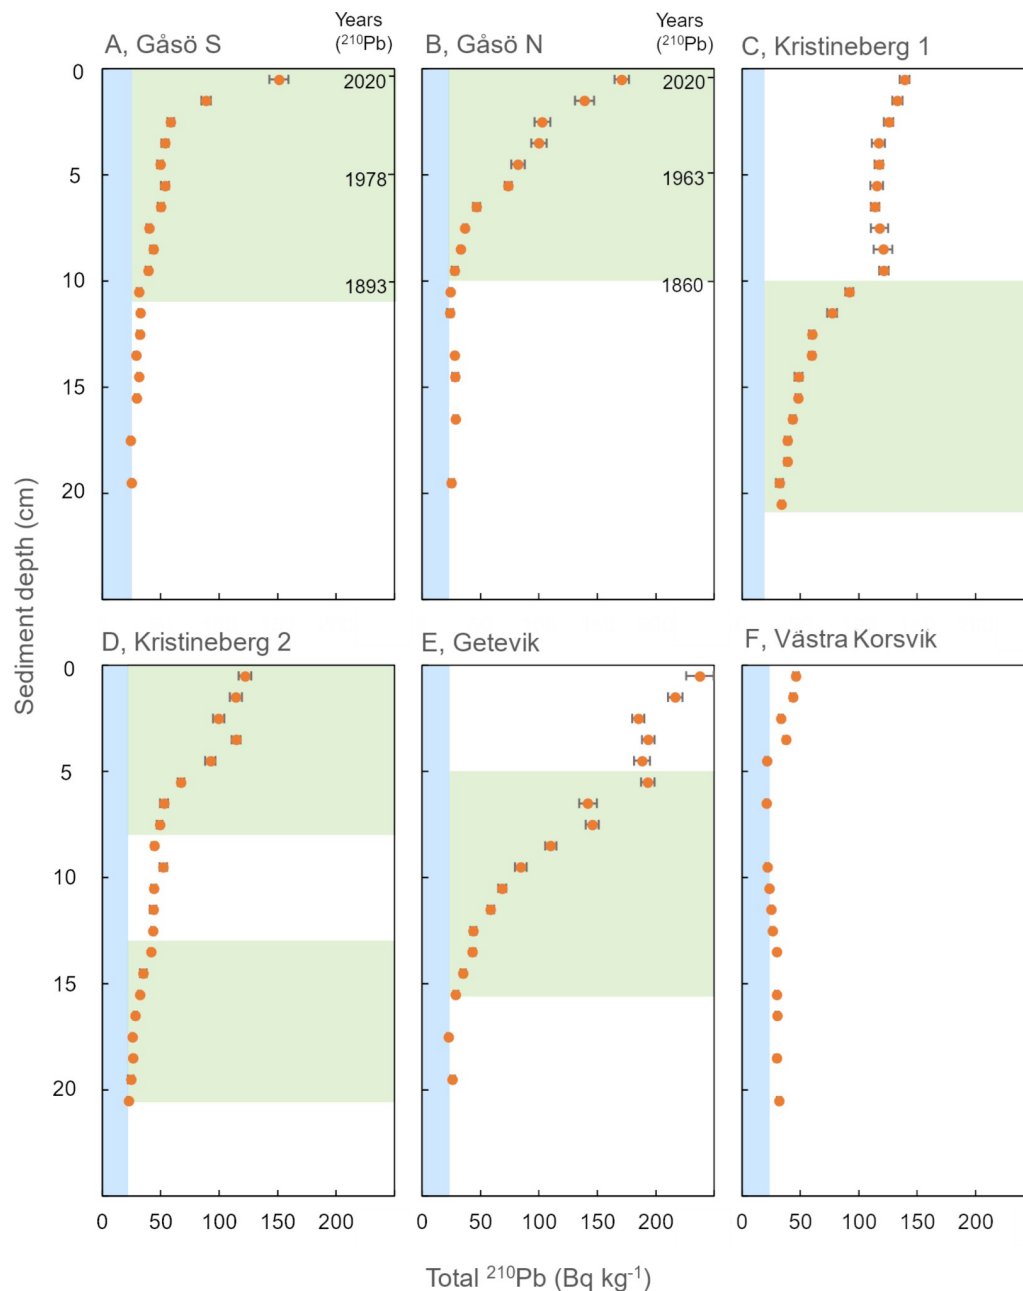 Years
(²¹⁰Pb)
Years
(²¹⁰Pb)
A, Gåsö S
B, Gåsö N
C, Kristineberg 1
0
5
10
15
20
2020
1978
1893
2020
1963
1860
Sediment depth (cm)
D, Kristineberg 2
E, Getevik
F, Västra Korsvik
0
5
10
15
20
0 50 100 150 200
0 50 100 150 200
0 50 100 150 200
Total ²¹⁰Pb (Bq kg⁻¹)